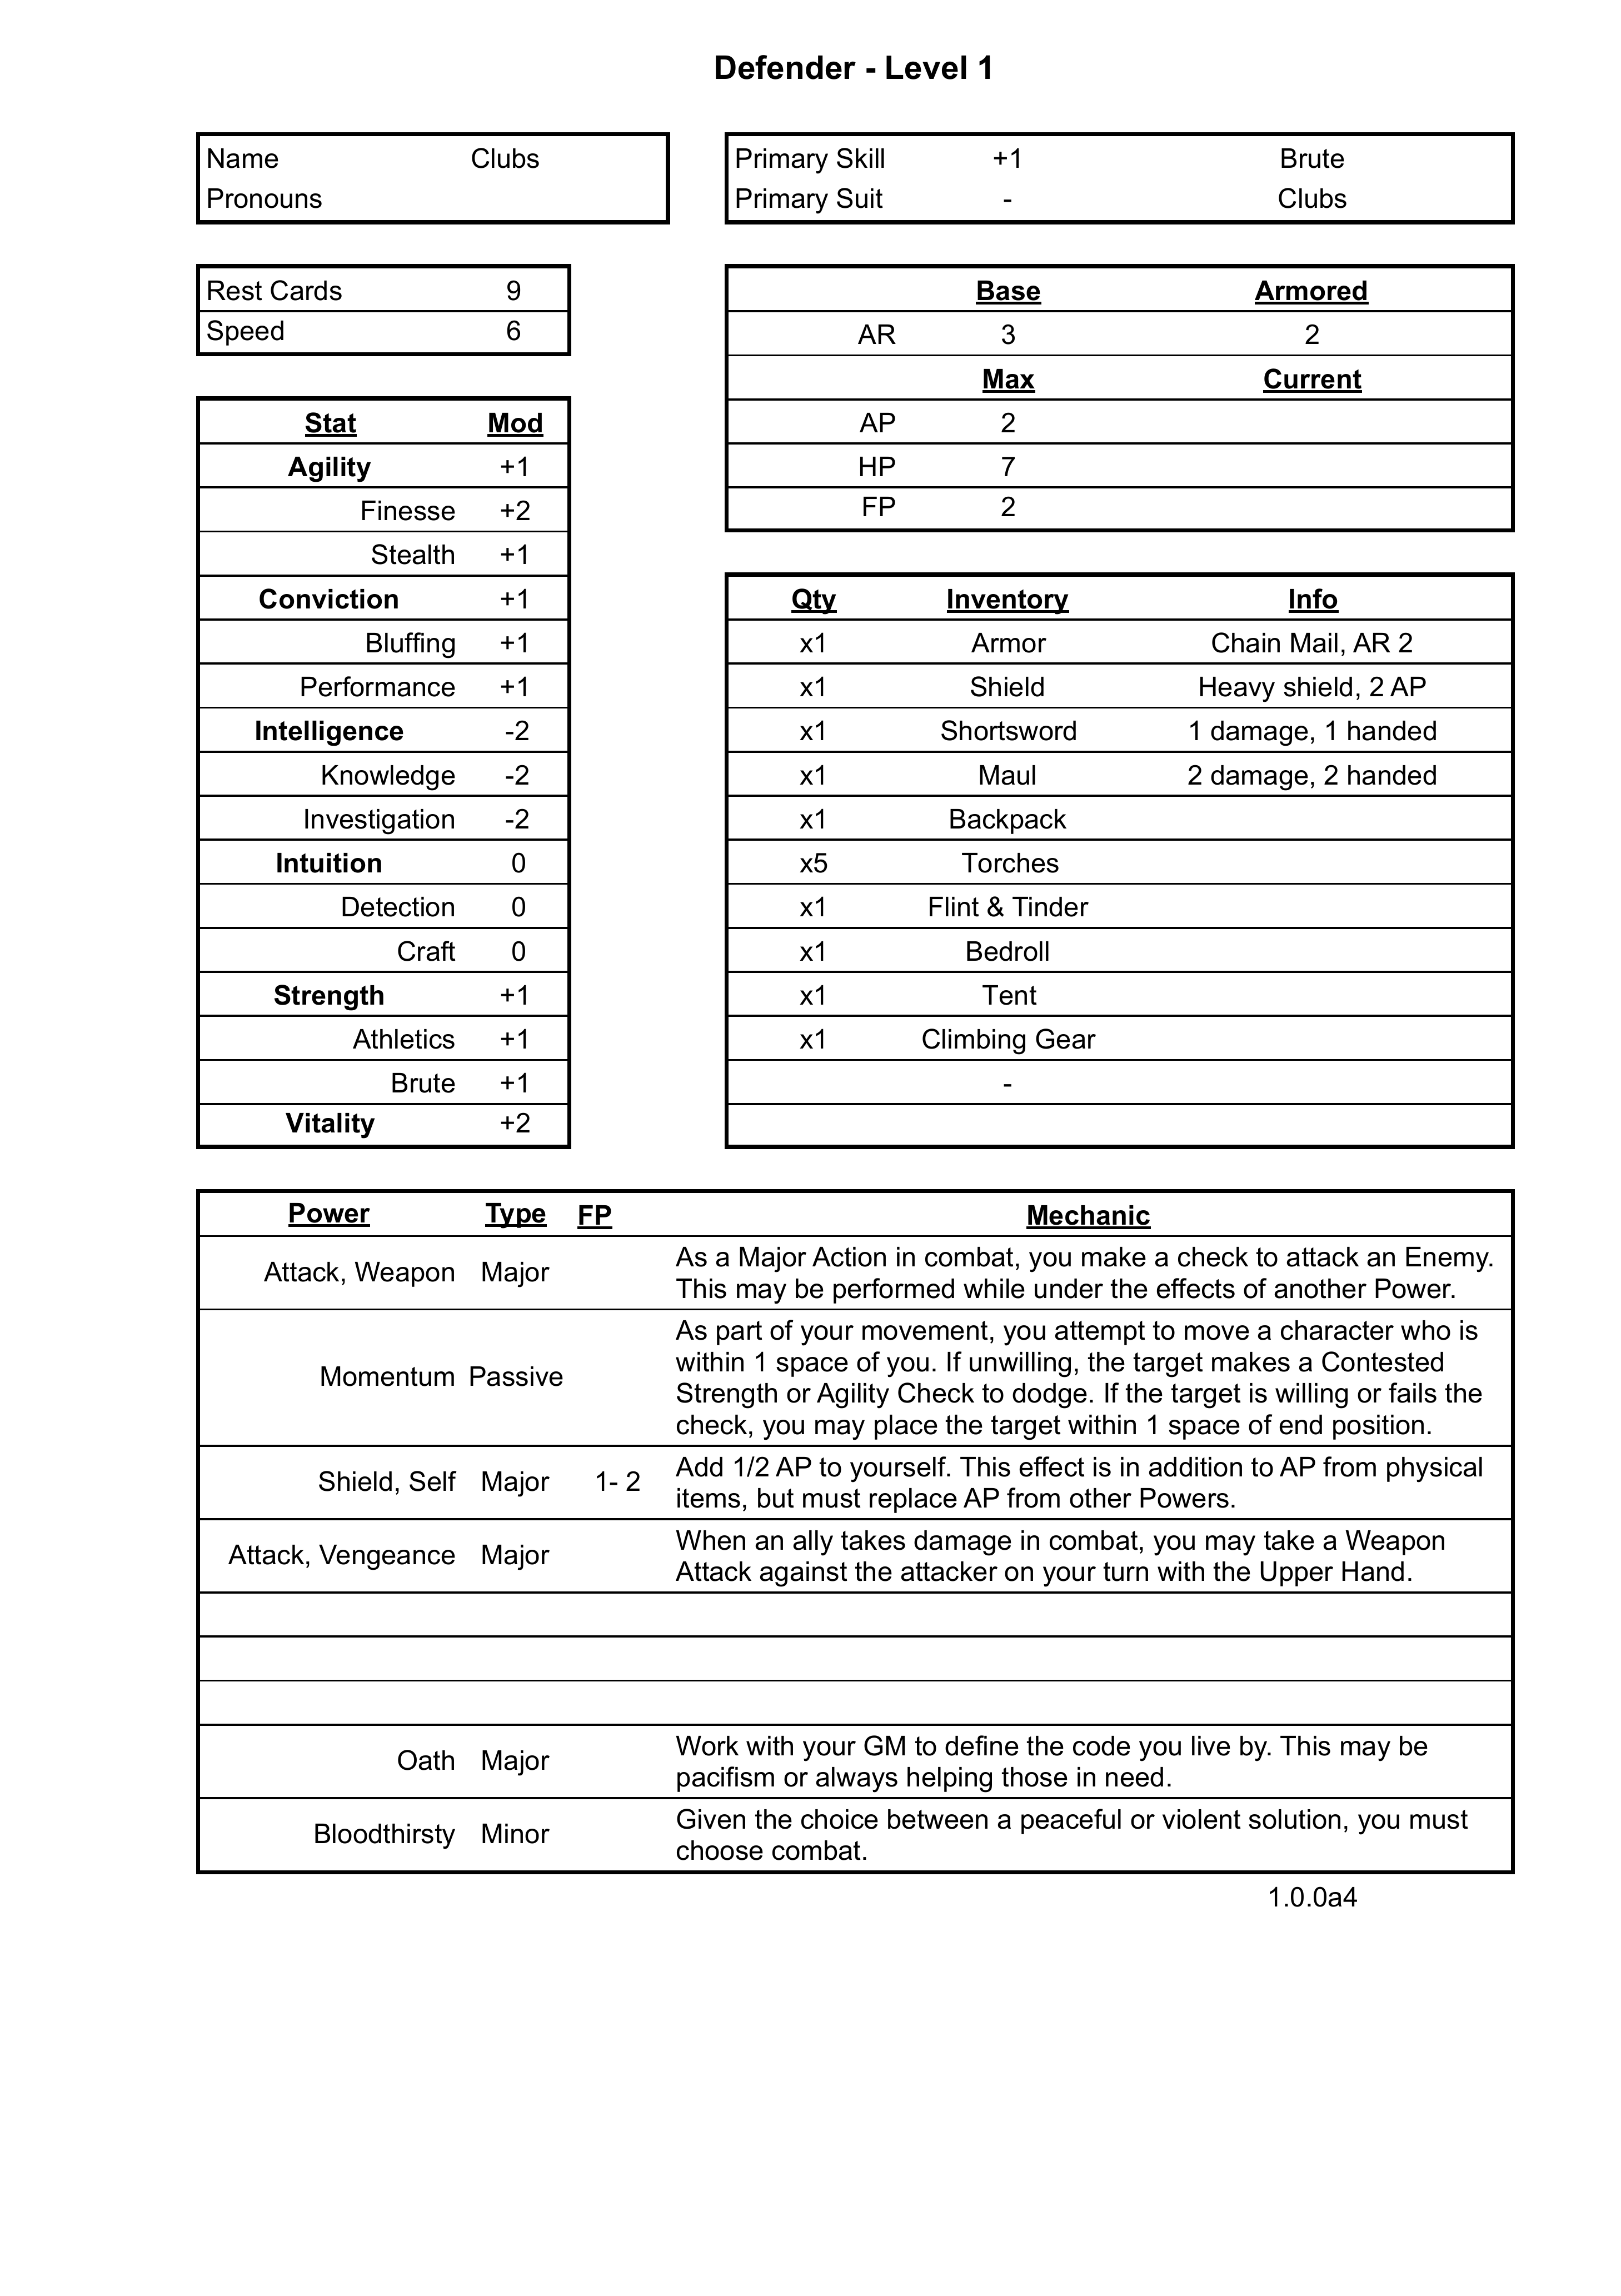 Defender - Level 1
Name Clubs
Pronouns
Primary Skill +1 Brute
Primary Suit - Clubs
Rest Cards 9
Speed 6
Base Armored
AR 3 2
Max Current
AP 2
HP 7
FP 2
Stat Mod
Agility +1
Finesse +2
Stealth +1
Conviction +1
Bluffing +1
Performance +1
Intelligence -2
Knowledge -2
Investigation -2
Intuition 0
Detection 0
Craft 0
Strength +1
Athletics +1
Brute +1
Vitality +2
Qty Inventory Info
x1 Armor Chain Mail, AR 2
x1 Shield Heavy shield, 2 AP
x1 Shortsword 1 damage, 1 handed
x1 Maul 2 damage, 2 handed
x1 Backpack
x5 Torches
x1 Flint & Tinder
x1 Bedroll
x1 Tent
x1 Climbing Gear
-
Power Type FP Mechanic
Attack, Weapon Major As a Major Action in combat, you make a check to attack an Enemy.
This may be performed while under the effects of another Power.
Momentum Passive As part of your movement, you attempt to move a character who is
within 1 space of you. If unwilling, the target makes a Contested
Strength or Agility Check to dodge. If the target is willing or fails the
check, you may place the target within 1 space of end position.
Shield, Self Major 1- 2 Add 1/2 AP to yourself. This effect is in addition to AP from physical
items, but must replace AP from other Powers.
Attack, Vengeance Major When an ally takes damage in combat, you may take a Weapon
Attack against the attacker on your turn with the Upper Hand.
Oath Major Work with your GM to define the code you live by. This may be
pacifism or always helping those in need.
Bloodthirsty Minor Given the choice between a peaceful or violent solution, you must
choose combat.
1.0.0a4